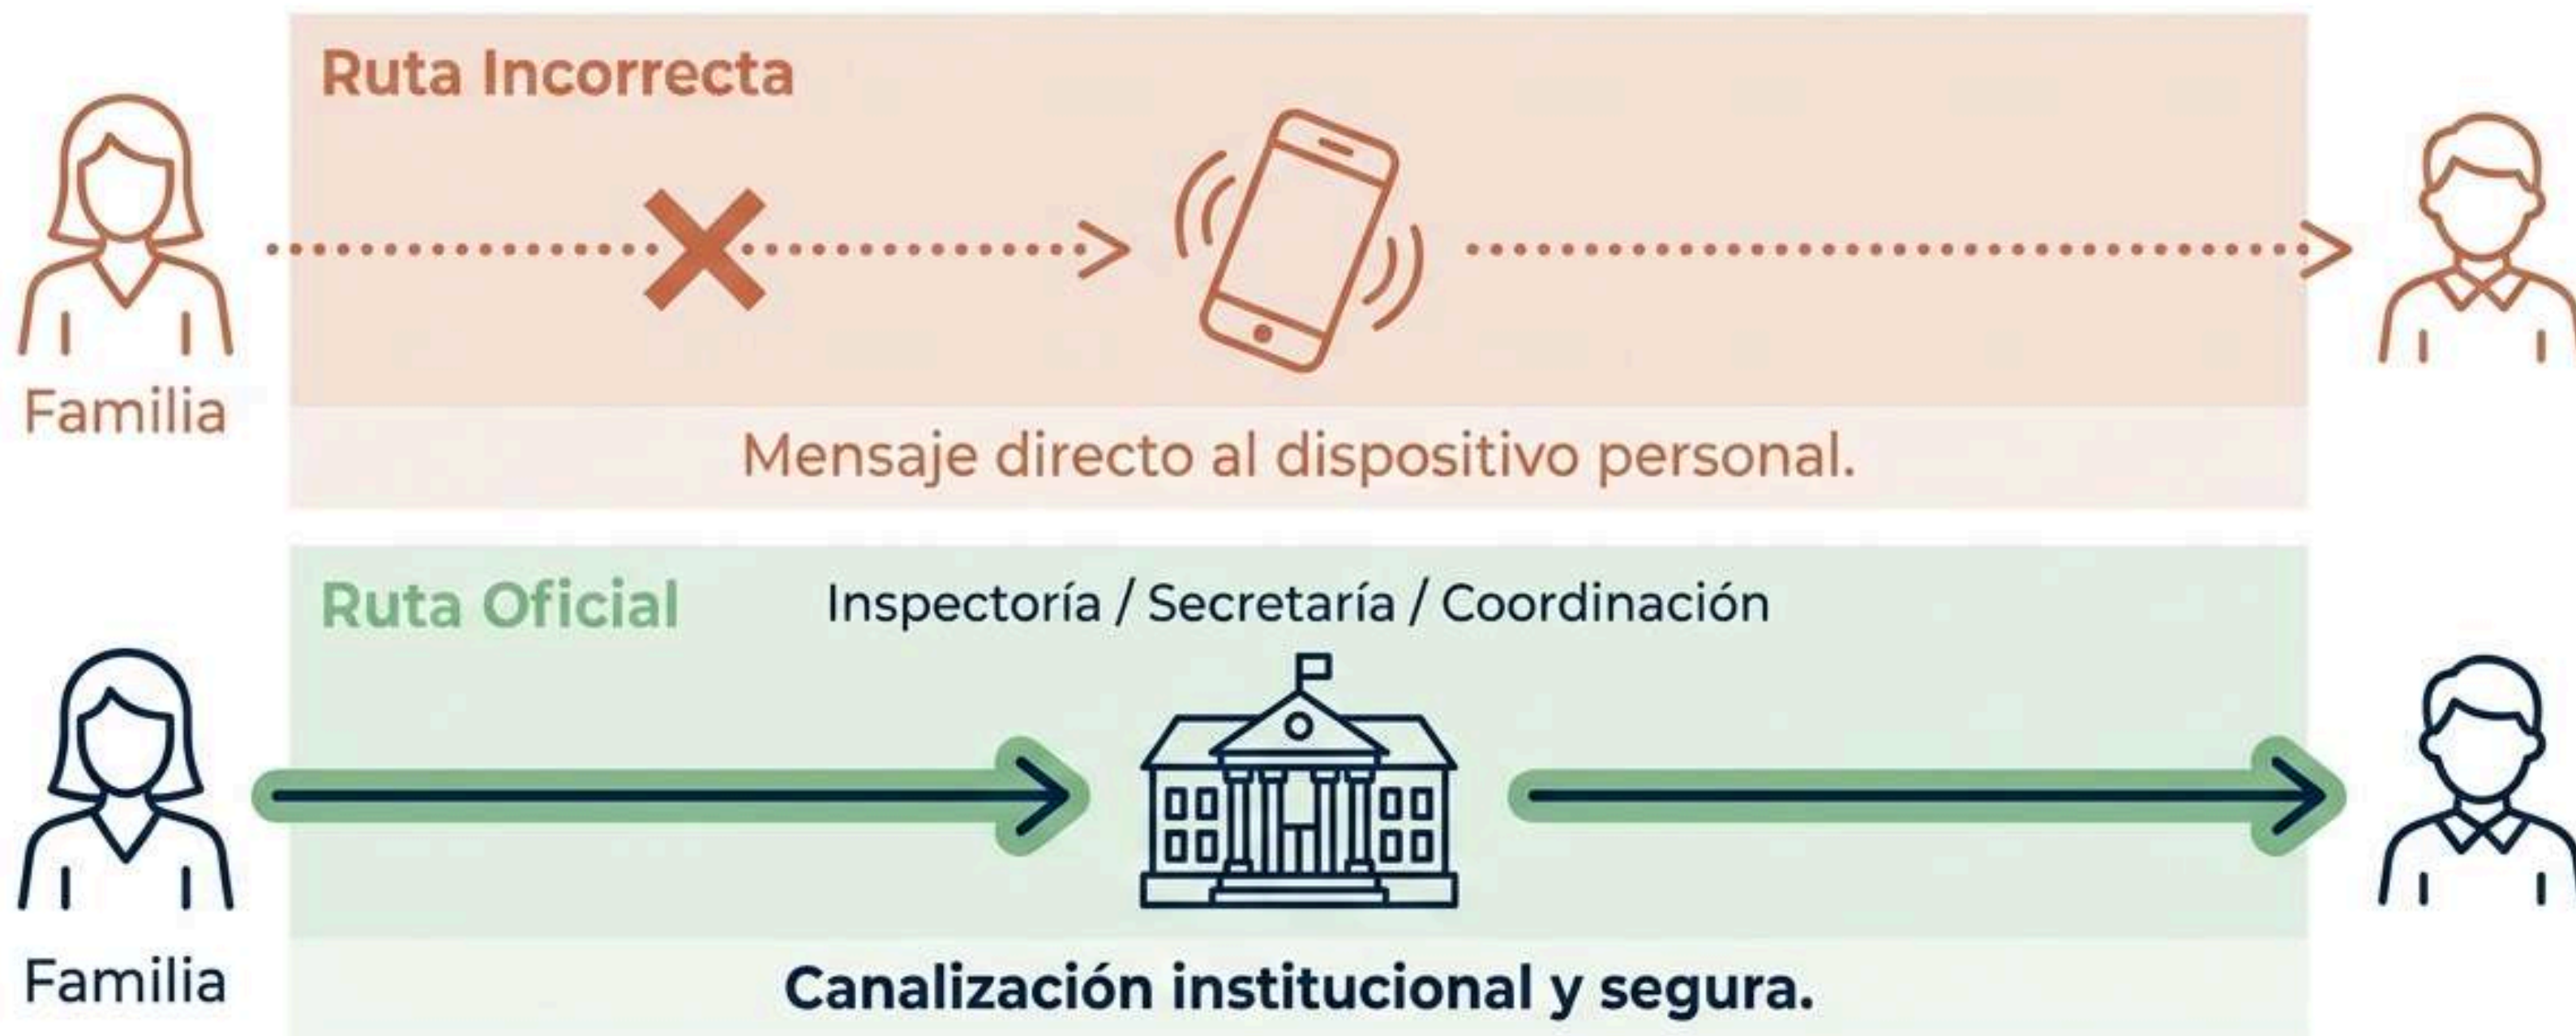 Ruta Incorrecta
Familia
Mensaje directo al dispositivo personal.
Ruta Oficial
Inspectoría / Secretaría / Coordinación
Familia
Canalización institucional y segura.